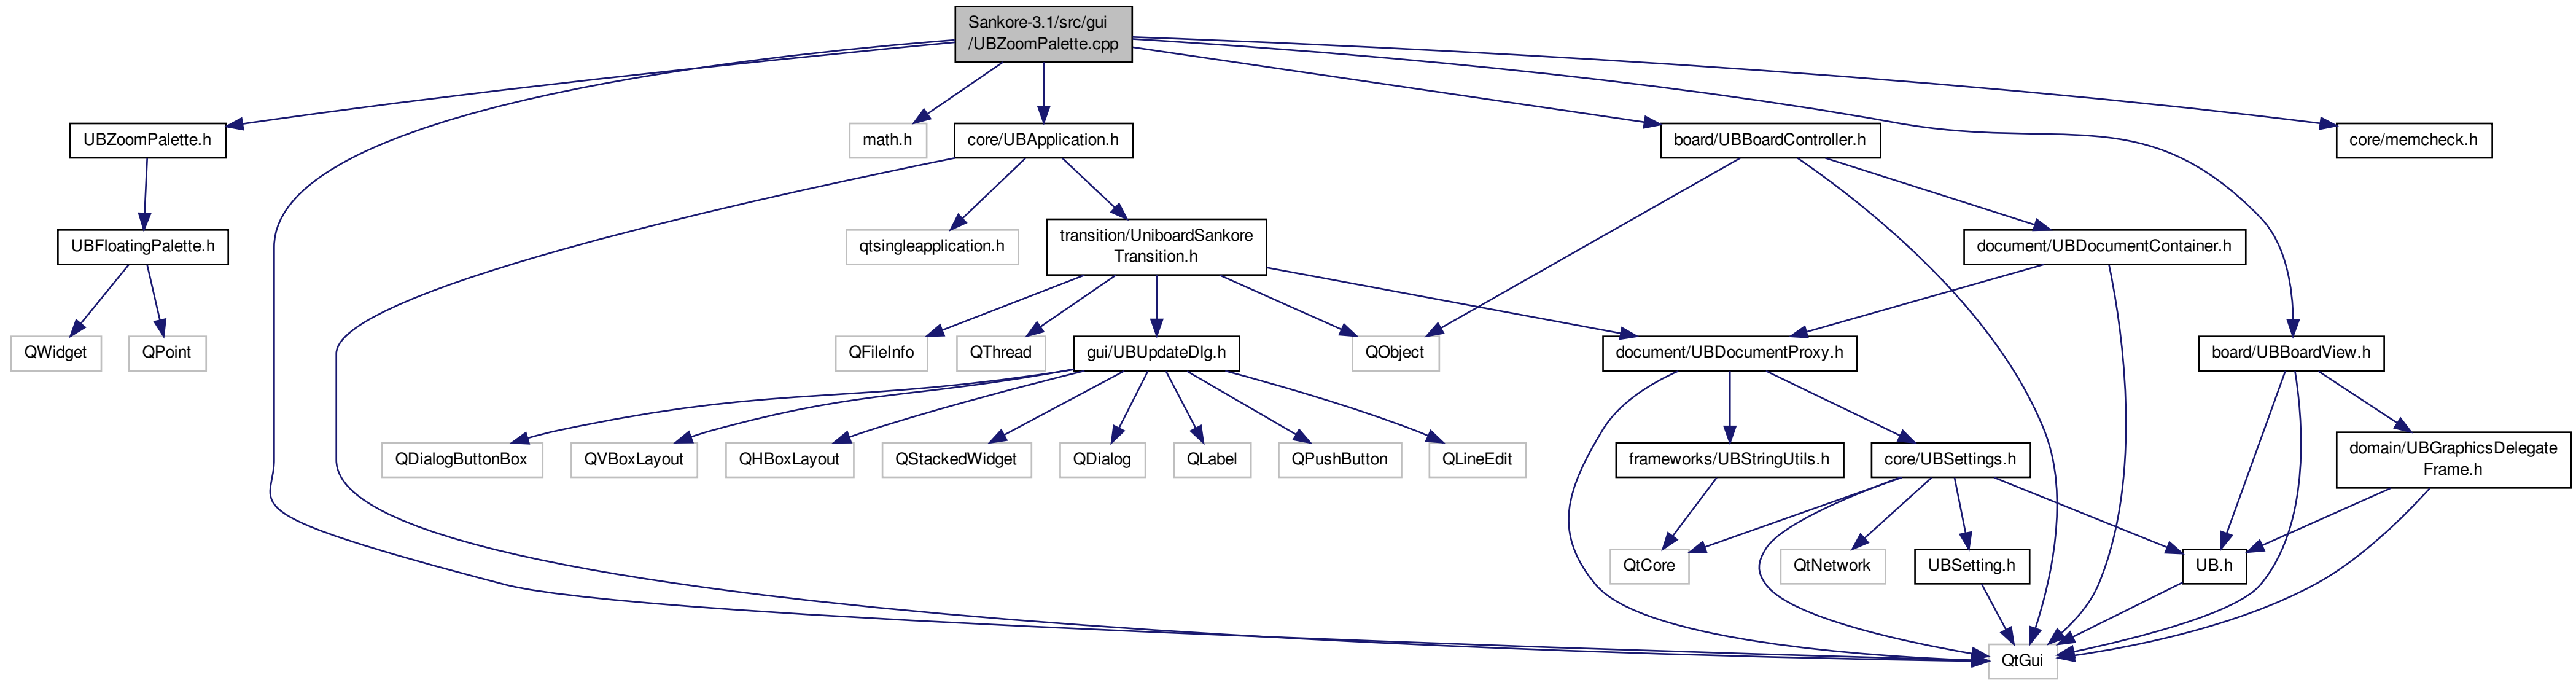 Sankore-3.1/src/gui
/UBZoomPalette.cpp
UBZoomPalette.h
math.h
core/UBApplication.h
board/UBBoardController.h
core/memcheck.h
UBFloatingPalette.h
qtsingleapplication.h
transition/UniboardSankore
Transition.h
document/UBDocumentContainer.h
QWidget
QPoint
QFileInfo
QThread
gui/UBUpdateDlg.h
QObject
document/UBDocumentProxy.h
board/UBBoardView.h
QDialogButtonBox
QVBoxLayout
QHBoxLayout
QStackedWidget
QDialog
QLabel
QPushButton
QLineEdit
frameworks/UBStringUtils.h
core/UBSettings.h
domain/UBGraphicsDelegate
Frame.h
QtCore
QtNetwork
UBSetting.h
UB.h
QtGui